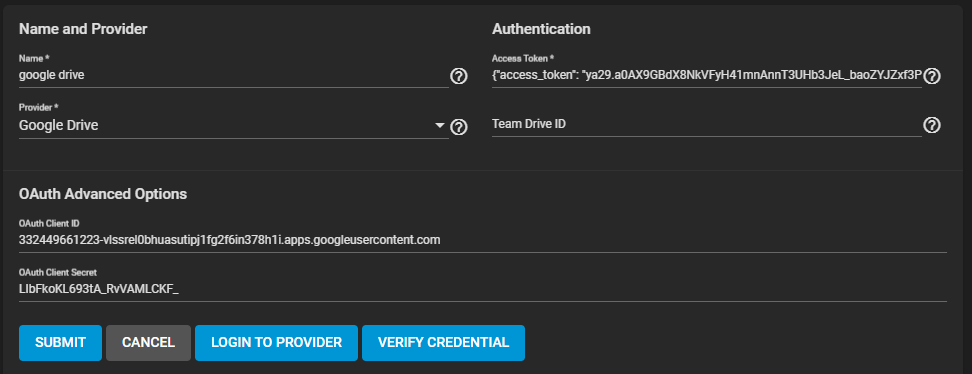 Name and Provider
Name *
google drive
Provider *
Google Drive
Authentication
Access Token *
{"access_token": "ya29.a0AX9GBdX8NkVFyH41mnAnnT3UHb3JeL_baoZYJZxf3P
Team Drive ID
OAuth Advanced Options
OAuth Client ID
332449661223-vlssrel0bhuasutipj1fg2f6in378h1i.apps.googleusercontent.com
OAuth Client Secret
LIbFkoKL693tA_RvVAMLCKF_
SUBMIT
CANCEL
LOGIN TO PROVIDER
VERIFY CREDENTIAL